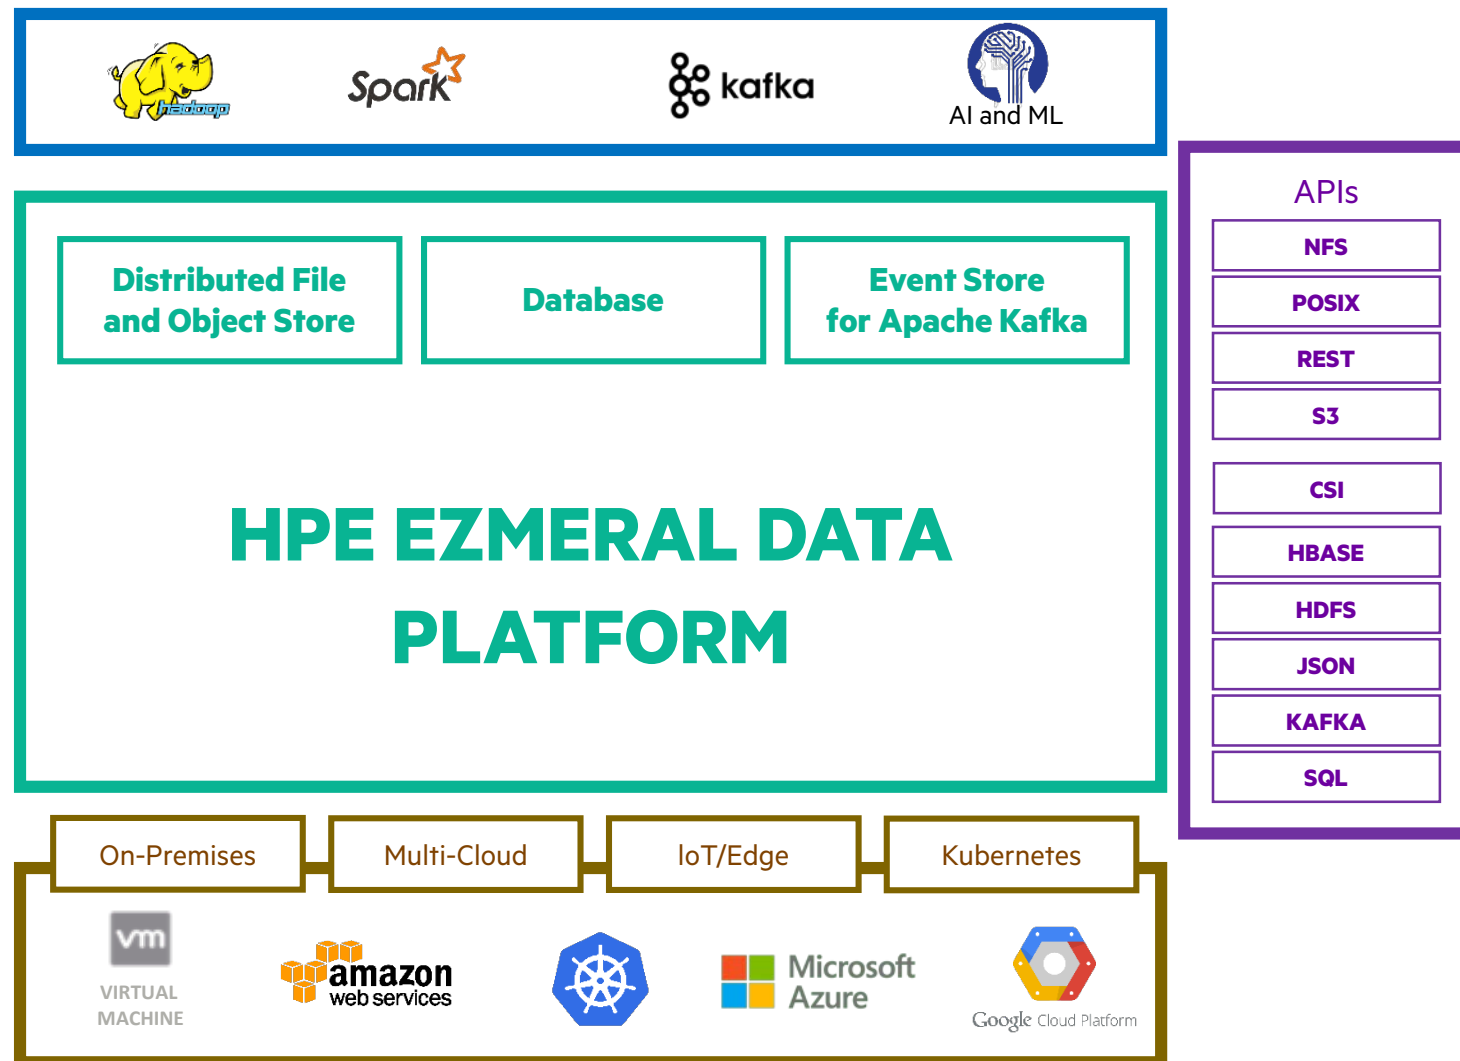 hadoop
Spark
kafka
AI and ML
Distributed File
and Object Store
Database
Event Store
for Apache Kafka
HPE EZMERAL DATA
PLATFORM
APIs
NFS
POSIX
REST
S3
CSI
HBASE
HDFS
JSON
KAFKA
SQL
On-Premises
Multi-Cloud
IoT/Edge
Kubernetes
vm
VIRTUAL
MACHINE
amazon
web services
Microsoft
Azure
Google Cloud Platform